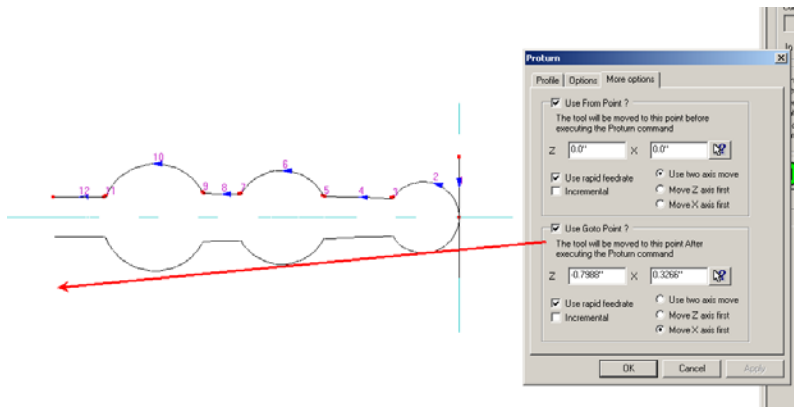 Proturn
Profile Options More options
Use From Point ?
The tool will be moved to this point before
executing the Proturn command
Z 0.0" X 0.0"
Use rapid feedrate
Incremental
Use two axis move
Move Z axis first
Move X axis first
Use Goto Point ?
The tool will be moved to this point After
executing the Proturn command
Z -0.7988" X 0.3266"
Use rapid feedrate
Incremental
Use two axis move
Move Z axis first
Move X axis first
OK Cancel Apply
10
6
2
12 11 9 8 7 5 4 3